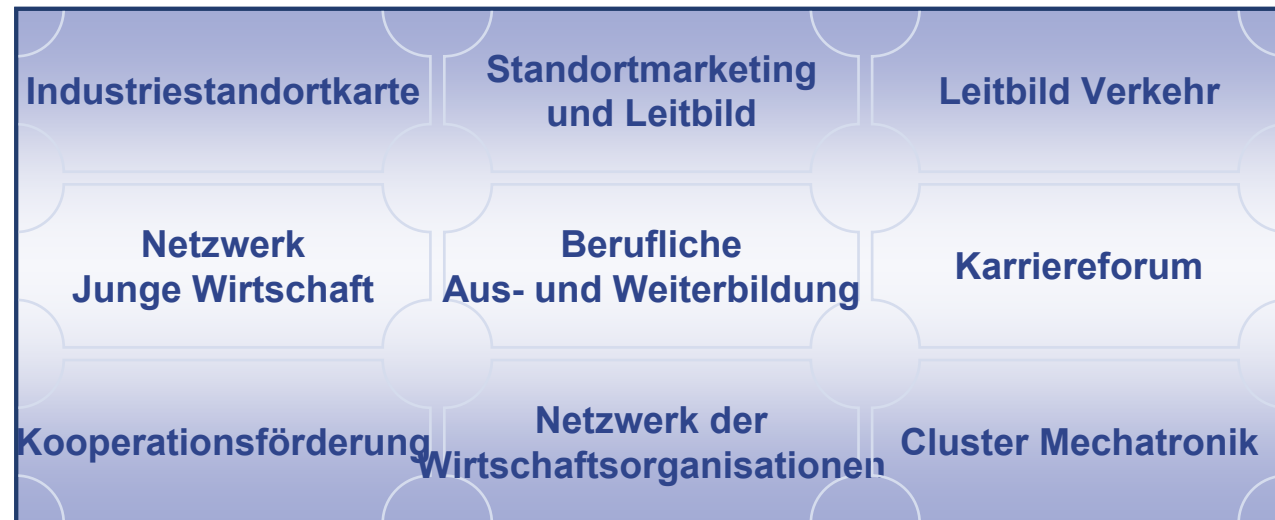 Industriestandortkarte
Standortmarketing
und Leitbild
Leitbild Verkehr
Netzwerk
Junge Wirtschaft
Berufliche
Aus- und Weiterbildung
Karriereforum
Kooperationsförderung
Netzwerk der
Wirtschaftsorganisationen
Cluster Mechatronik